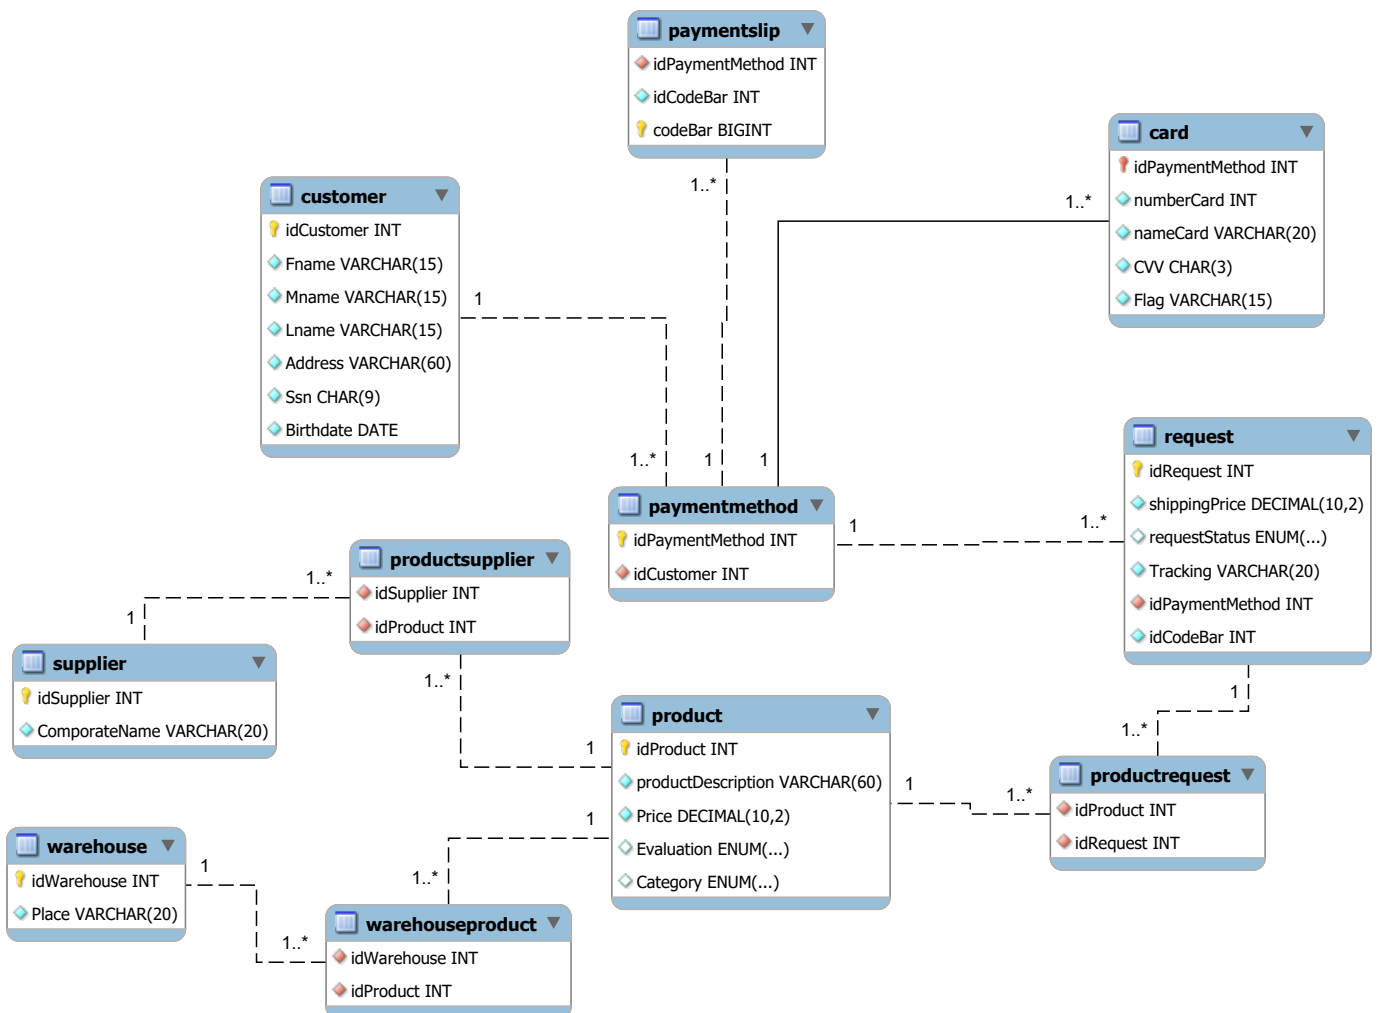 paymentslip
idPaymentMethod INT
idCodeBar INT
codeBar BIGINT
1..*
card
idPaymentMethod INT
numberCard INT
nameCard VARCHAR(20)
CVV CHAR(3)
Flag VARCHAR(15)
1..*
customer
idCustomer INT
Fname VARCHAR(15)
Mname VARCHAR(15)
Lname VARCHAR(15)
Address VARCHAR(60)
Ssn CHAR(9)
Birthdate DATE
1
1..*
1
1
paymentmethod
idPaymentMethod INT
idCustomer INT
1
1..*
request
idRequest INT
shippingPrice DECIMAL(10,2)
requestStatus ENUM(...)
Tracking VARCHAR(20)
idPaymentMethod INT
idCodeBar INT
1
1..*
productsupplier
idSupplier INT
idProduct INT
1..*
1
1..*
1
supplier
idSupplier INT
ComporateName VARCHAR(20)
product
idProduct INT
productDescription VARCHAR(60)
Price DECIMAL(10,2)
Evaluation ENUM(...)
Category ENUM(...)
1
1..*
productrequest
idProduct INT
idRequest INT
1
1..*
warehouse
idWarehouse INT
Place VARCHAR(20)
1
1..*
warehouseproduct
idWarehouse INT
idProduct INT